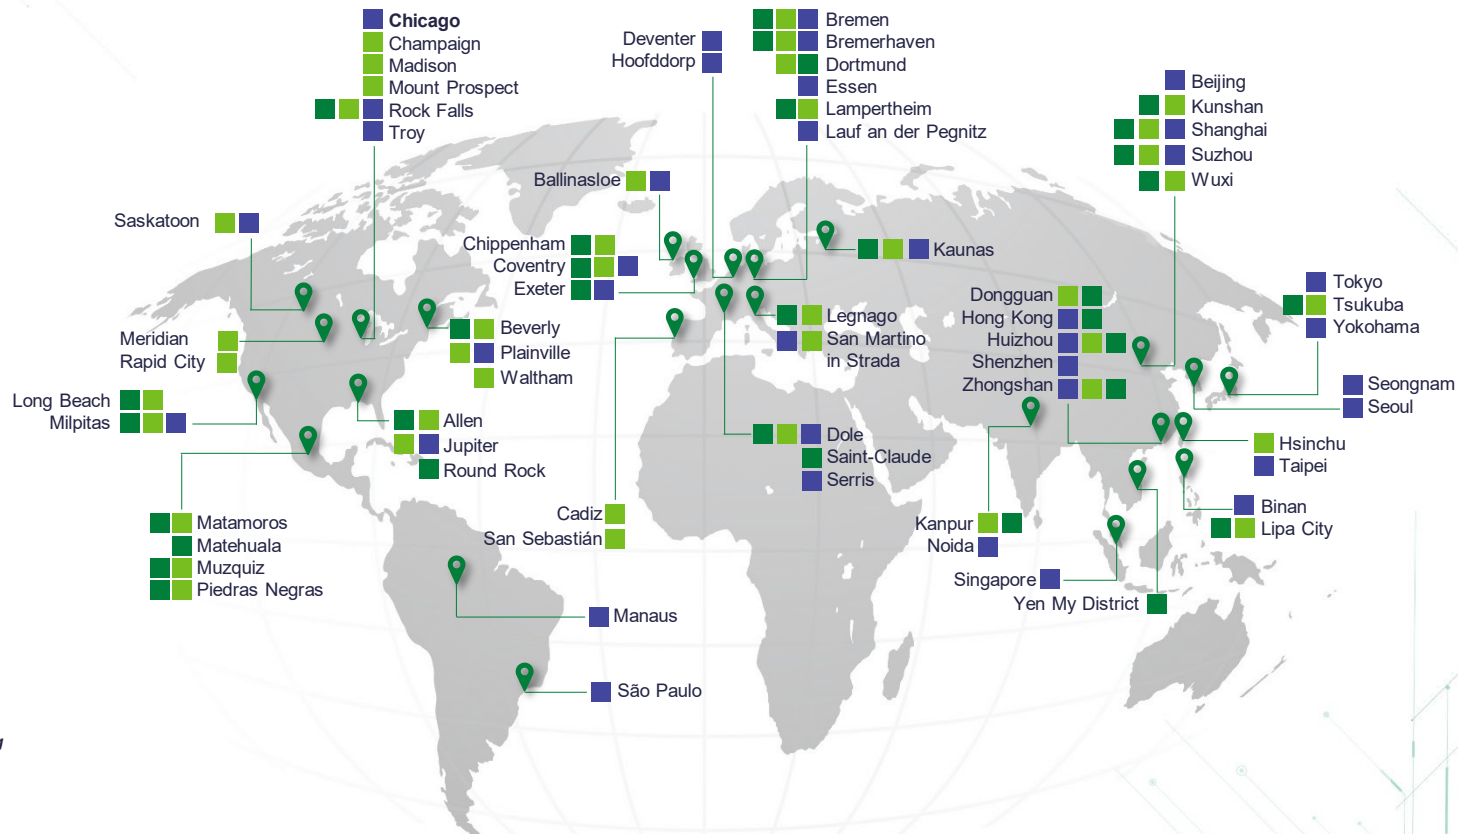 Chicago
Champaign
Madison
Mount Prospect
Rock Falls
Troy
Deventer
Hoofddorp
Bremen
Bremerhaven
Dortmund
Essen
Lampertheim
Lauf an der Pegnitz
Beijing
Kunshan
Shanghai
Suzhou
Wuxi
Ballinasloe
Saskatoon
Chippenham
Coventry
Exeter
Kaunas
Tokyo
Tsukuba
Yokohama
Dongguan
Hong Kong
Huizhou
Shenzhen
Zhongshan
Meridian
Rapid City
Beverly
Plainville
Waltham
Legnago
San Martino
in Strada
Long Beach
Milpitas
Seongnam
Seoul
Allen
Jupiter
Round Rock
Dole
Saint-Claude
Serris
Hsinchu
Taipei
Matamoros
Matehuala
Muzquiz
Piedras Negras
Cadiz
San Sebastián
Kanpur
Noida
Binan
Lipa City
Singapore
Yen My District
Manaus
São Paulo